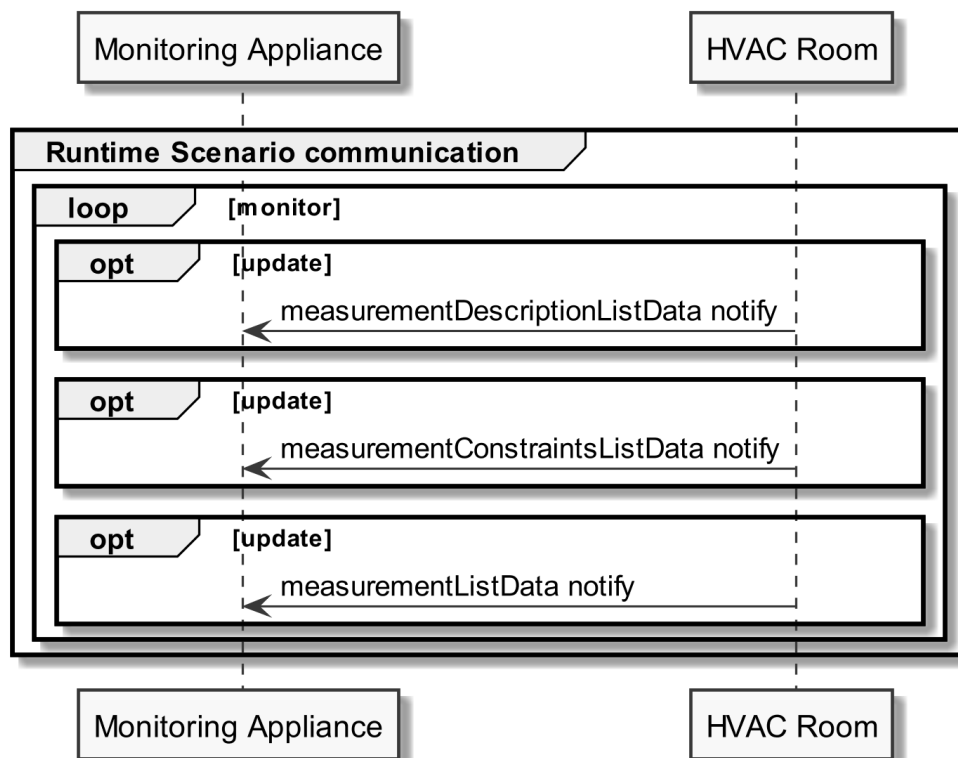 Monitoring Appliance HVAC Room
Runtime Scenario communication
loop [monitor]
opt [update]
measurementDescriptionListData notify
opt [update]
measurementConstraintsListData notify
opt [update]
measurementListData notify
Monitoring Appliance HVAC Room